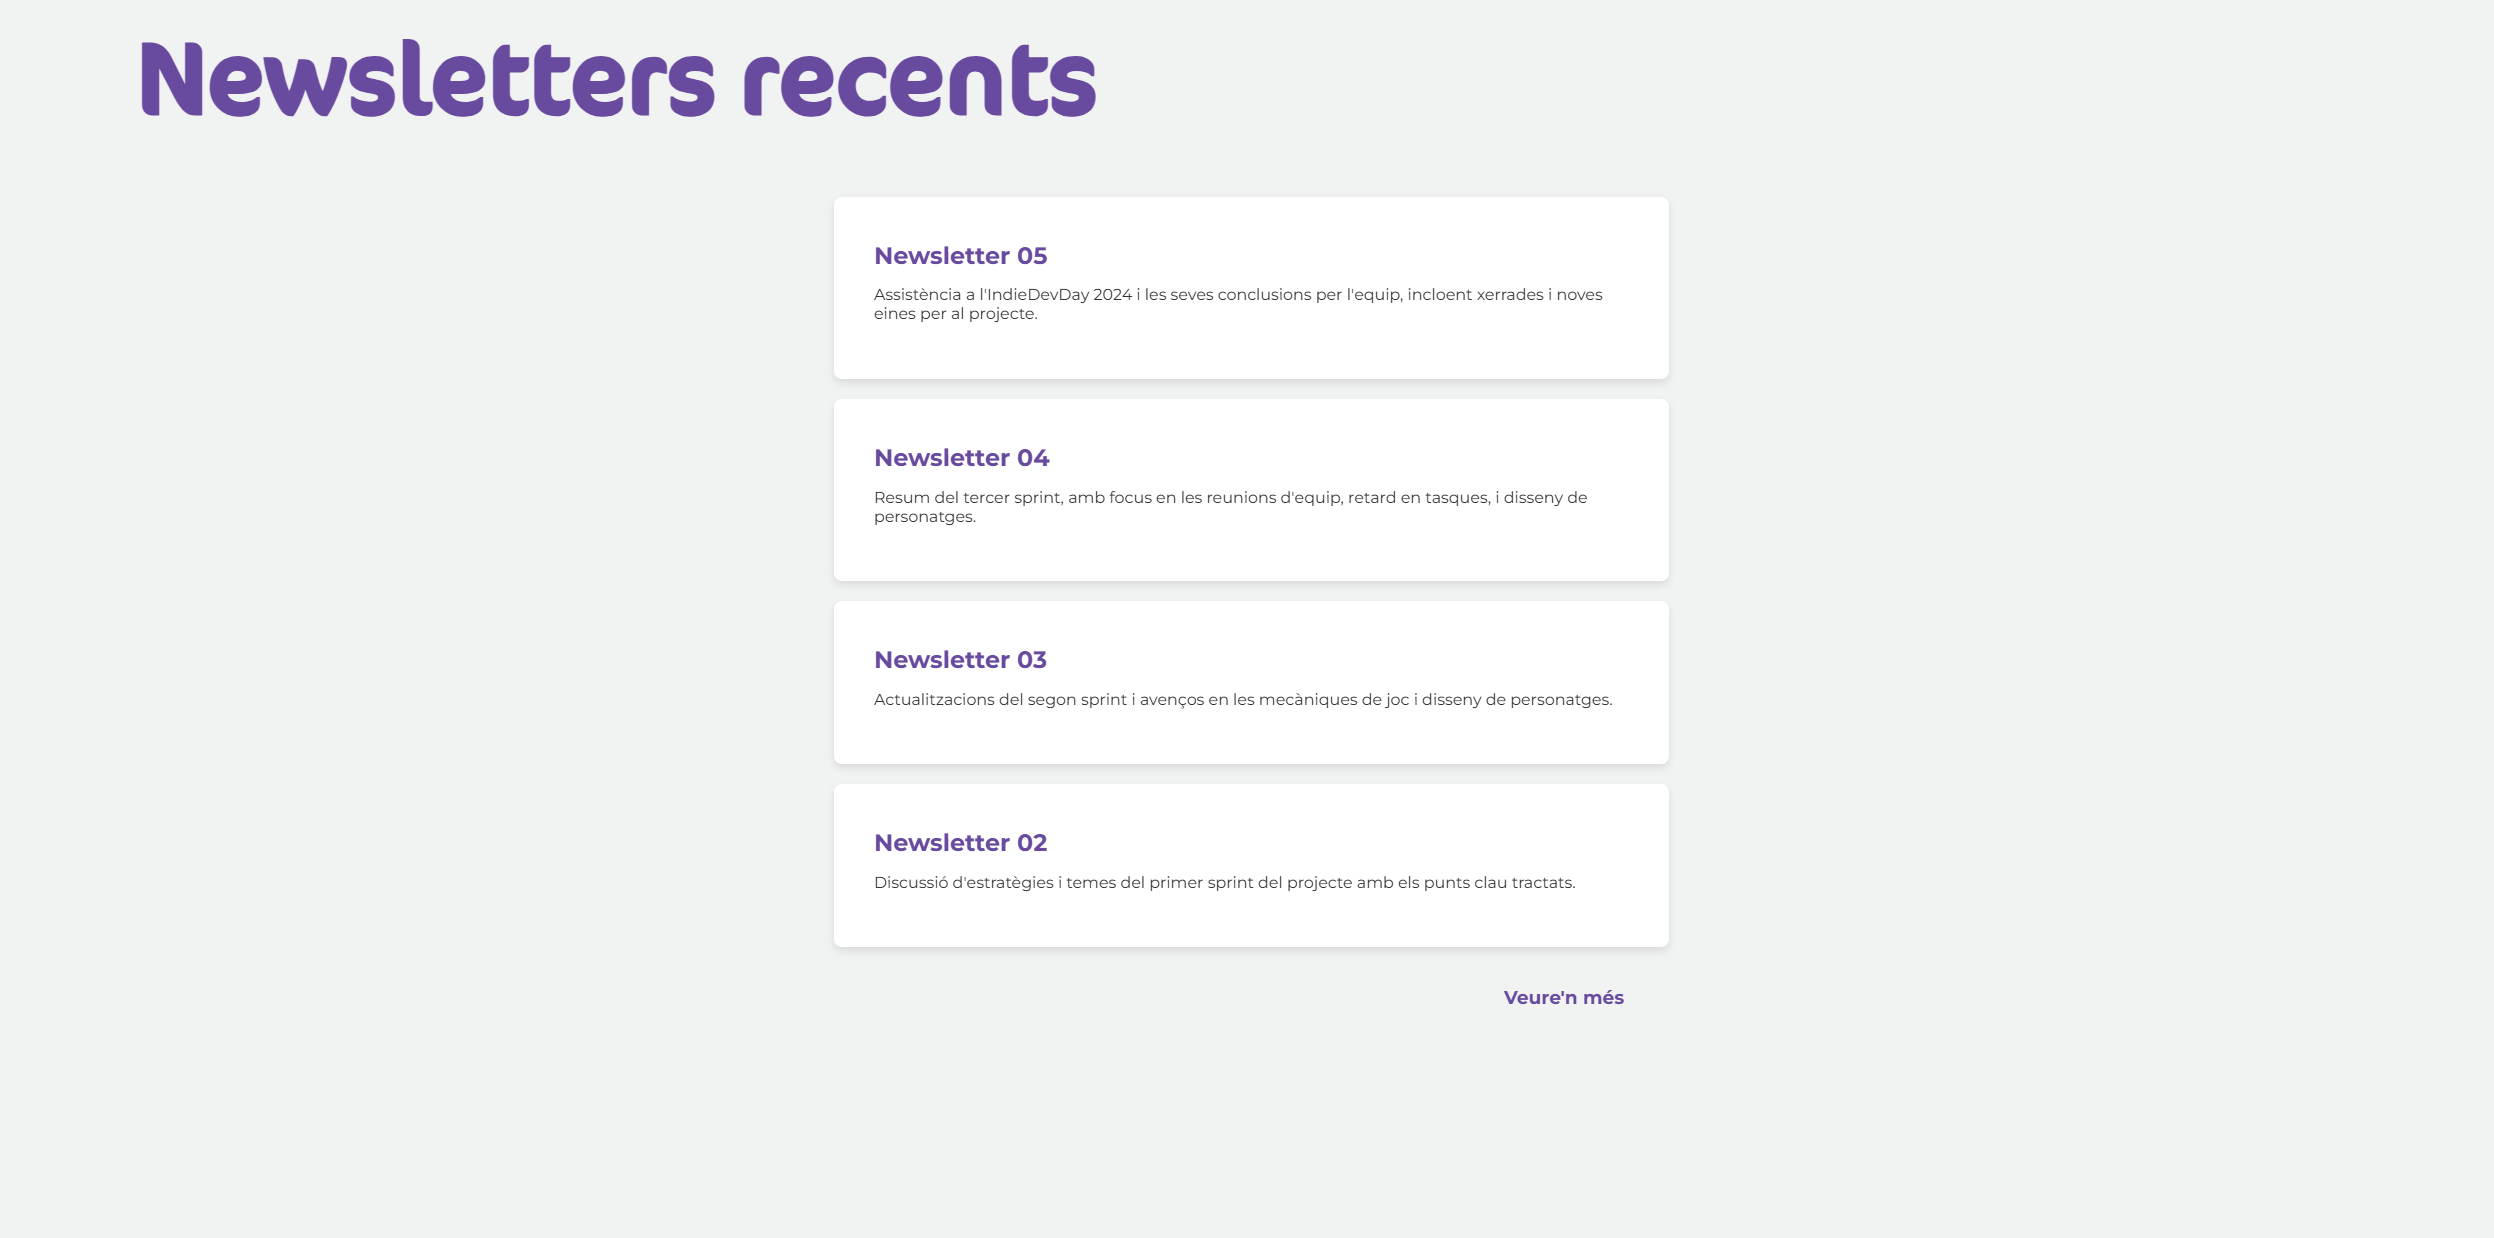 Newsletters recents
Newsletter 05
Assistència a l'IndieDevDay 2024 i les seves conclusions per l'equip, incloent xerrades i noves
eines per al projecte.
Newsletter 04
Resum del tercer sprint, amb focus en les reunions d'equip, retard en tasques, i disseny de
personatges.
Newsletter 03
Actualitzacions del segon sprint i avenços en les mecàniques de joc i disseny de personatges.
Newsletter 02
Discussió d'estratègies i temes del primer sprint del projecte amb els punts clau tractats.
Veure'n més